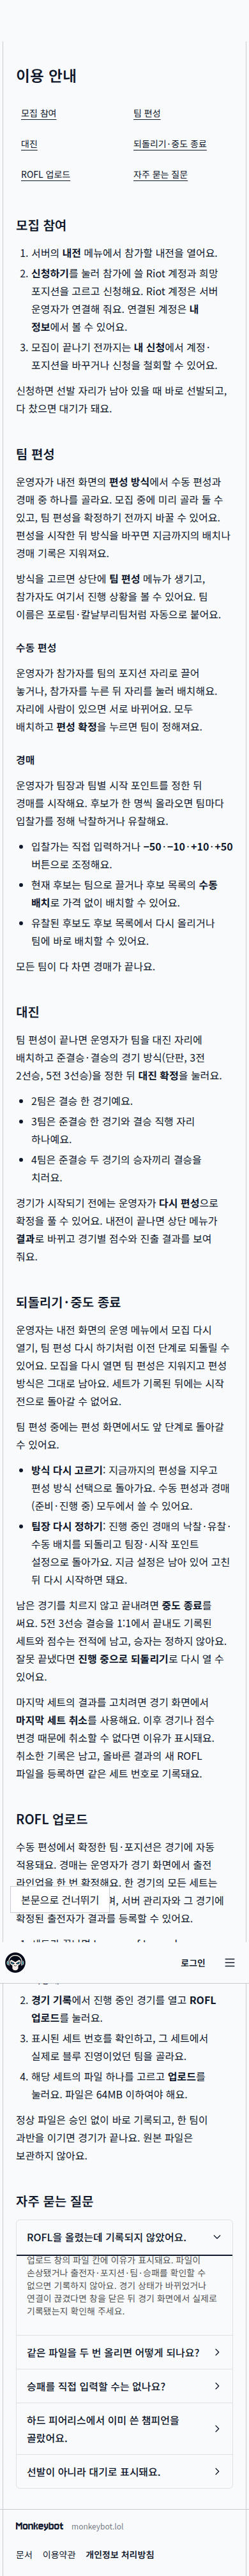 이용 안내
모집 참여
팀 편성
대진
되돌리기·중도 종료
ROFL 업로드
자주 묻는 질문
모집 참여
1. 서버의 내전 메뉴에서 참가할 내전을 열어요.
2. 신청하기를 눌러 참가에 쓸 Riot 계정과 희망
포지션을 고르고 신청해요. Riot 계정은 서버
운영자가 연결해 줘요. 연결된 계정은 내
정보에서 볼 수 있어요.
3. 모집이 끝나기 전까지는 내 신청에서 계정·
포지션을 바꾸거나 신청을 철회할 수 있어요.
신청하면 선발 자리가 남아 있을 때 바로 선발되고,
다 찼으면 대기가 돼요.
팀 편성
운영자가 내전 화면의 편성 방식에서 수동 편성과
경매 중 하나를 골라요. 모집 중에 미리 골라 둘 수
있고, 팀 편성을 확정하기 전까지 바꿀 수 있어요.
편성을 시작한 뒤 방식을 바꾸면 지금까지의 배치나
경매 기록은 지워져요.
방식을 고르면 상단에 팀 편성 메뉴가 생기고,
참가자도 여기서 진행 상황을 볼 수 있어요. 팀
이름은 포로팀·칼날부리팀처럼 자동으로 붙어요.
수동 편성
운영자가 참가자를 팀의 포지션 자리로 끌어
놓거나, 참가자를 누른 뒤 자리를 눌러 배치해요.
자리에 사람이 있으면 서로 바뀌어요. 모두
배치하고 편성 확정을 누르면 팀이 정해져요.
경매
운영자가 팀장과 팀별 시작 포인트를 정한 뒤
경매를 시작해요. 후보가 한 명씩 올라오면 팀마다
입찰가를 정해 낙찰하거나 유찰해요.
• 입찰가는 직접 입력하거나 −50·−10·+10·+50
버튼으로 조정해요.
• 현재 후보는 팀으로 끌거나 후보 목록의 수동
배치로 가격 없이 배치할 수 있어요.
• 유찰된 후보도 후보 목록에서 다시 올리거나
팀에 바로 배치할 수 있어요.
모든 팀이 다 차면 경매가 끝나요.
대진
팀 편성이 끝나면 운영자가 팀을 대진 자리에
배치하고 준결승·결승의 경기 방식(단판, 3전
2선승, 5전 3선승)을 정한 뒤 대진 확정을 눌러요.
• 2팀은 결승 한 경기예요.
• 3팀은 준결승 한 경기와 결승 직행 자리
하나예요.
• 4팀은 준결승 두 경기의 승자끼리 결승을
치러요.
경기가 시작되기 전에는 운영자가 다시 편성으로
확정을 풀 수 있어요. 내전이 끝나면 상단 메뉴가
결과로 바뀌고 경기별 점수와 진출 결과를 보여
줘요.
되돌리기·중도 종료
운영자는 내전 화면의 운영 메뉴에서 모집 다시
열기, 팀 편성 다시 하기처럼 이전 단계로 되돌릴 수
있어요. 모집을 다시 열면 팀 편성은 지워지고 편성
방식은 그대로 남아요. 세트가 기록된 뒤에는 시작
전으로 돌아갈 수 없어요.
팀 편성 중에는 편성 화면에서도 앞 단계로 돌아갈
수 있어요.
• 방식 다시 고르기: 지금까지의 편성을 지우고
편성 방식 선택으로 돌아가요. 수동 편성과 경매
(준비·진행 중) 모두에서 쓸 수 있어요.
• 팀장 다시 정하기: 진행 중인 경매의 낙찰·유찰·
수동 배치를 되돌리고 팀장·시작 포인트
설정으로 돌아가요. 지금 설정은 남아 있어 고친
뒤 다시 시작하면 돼요.
남은 경기를 치르지 않고 끝내려면 중도 종료를
써요. 5전 3선승 결승을 1:1에서 끝내도 기록된
세트와 점수는 전적에 남고, 승자는 정하지 않아요.
잘못 끝냈다면 진행 중으로 되돌리기로 다시 열 수
있어요.
마지막 세트의 결과를 고치려면 경기 화면에서
마지막 세트 취소를 사용해요. 이후 경기나 점수
변경 때문에 취소할 수 없다면 이유가 표시돼요.
취소한 기록은 남고, 올바른 결과의 새 ROFL
파일을 등록하면 같은 세트 번호로 기록돼요.
ROFL 업로드
수동 편성에서 확정한 팀·포지션은 경기에 자동
적용돼요. 경매는 운영자가 경기 화면에서 출전
라인업을 한 번 확정해요. 한 경기의 모든 세트는
본문으로 건너뛰기
며, 서버 관리자와 그 경기에
확정된 출전자가 결과를 등록할 수 있어요.
로그인
2. 경기 기록에서 진행 중인 경기를 열고 ROFL
업로드를 눌러요.
3. 표시된 세트 번호를 확인하고, 그 세트에서
실제로 블루 진영이었던 팀을 골라요.
4. 해당 세트의 파일 하나를 고르고 업로드를
눌러요. 파일은 64MB 이하여야 해요.
정상 파일은 승인 없이 바로 기록되고, 한 팀이
과반을 이기면 경기가 끝나요. 원본 파일은
보관하지 않아요.
자주 묻는 질문
ROFL을 올렸는데 기록되지 않았어요.
업로드 창의 파일 칸에 이유가 표시돼요. 파일이
손상됐거나 출전자·포지션·팀·승패를 확인할 수
없으면 기록하지 않아요. 경기 상태가 바뀌었거나
연결이 끊겼다면 창을 닫은 뒤 경기 화면에서 실제로
기록됐는지 확인해 주세요.
같은 파일을 두 번 올리면 어떻게 되나요?
승패를 직접 입력할 수는 없나요?
하드 피어리스에서 이미 쓴 챔피언을
골랐어요.
선발이 아니라 대기로 표시돼요.
Monkeybot monkeybot.lol
문서 이용약관 개인정보 처리방침